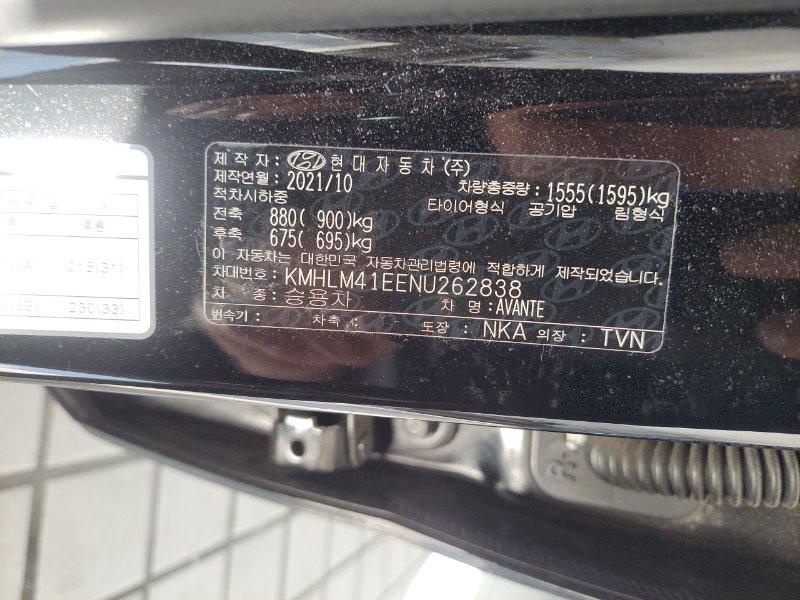 제작자: 현대자동차(주)
제작연월: 2021/10 차량총중량: 1555(1595)kg
적차시하중 타이어형식 공기압 림형식
전축 880( 900)kg
후축 675( 695)kg
이 자동차는 대한민국 자동차관리법령에 적합하게 제작되었습니다.
차대번호: KMHLM41EENU262838
차 종: 승용차 차 명: AVANTE
변속기: 차축: 도장: NKA 의장: TVN
230(33)